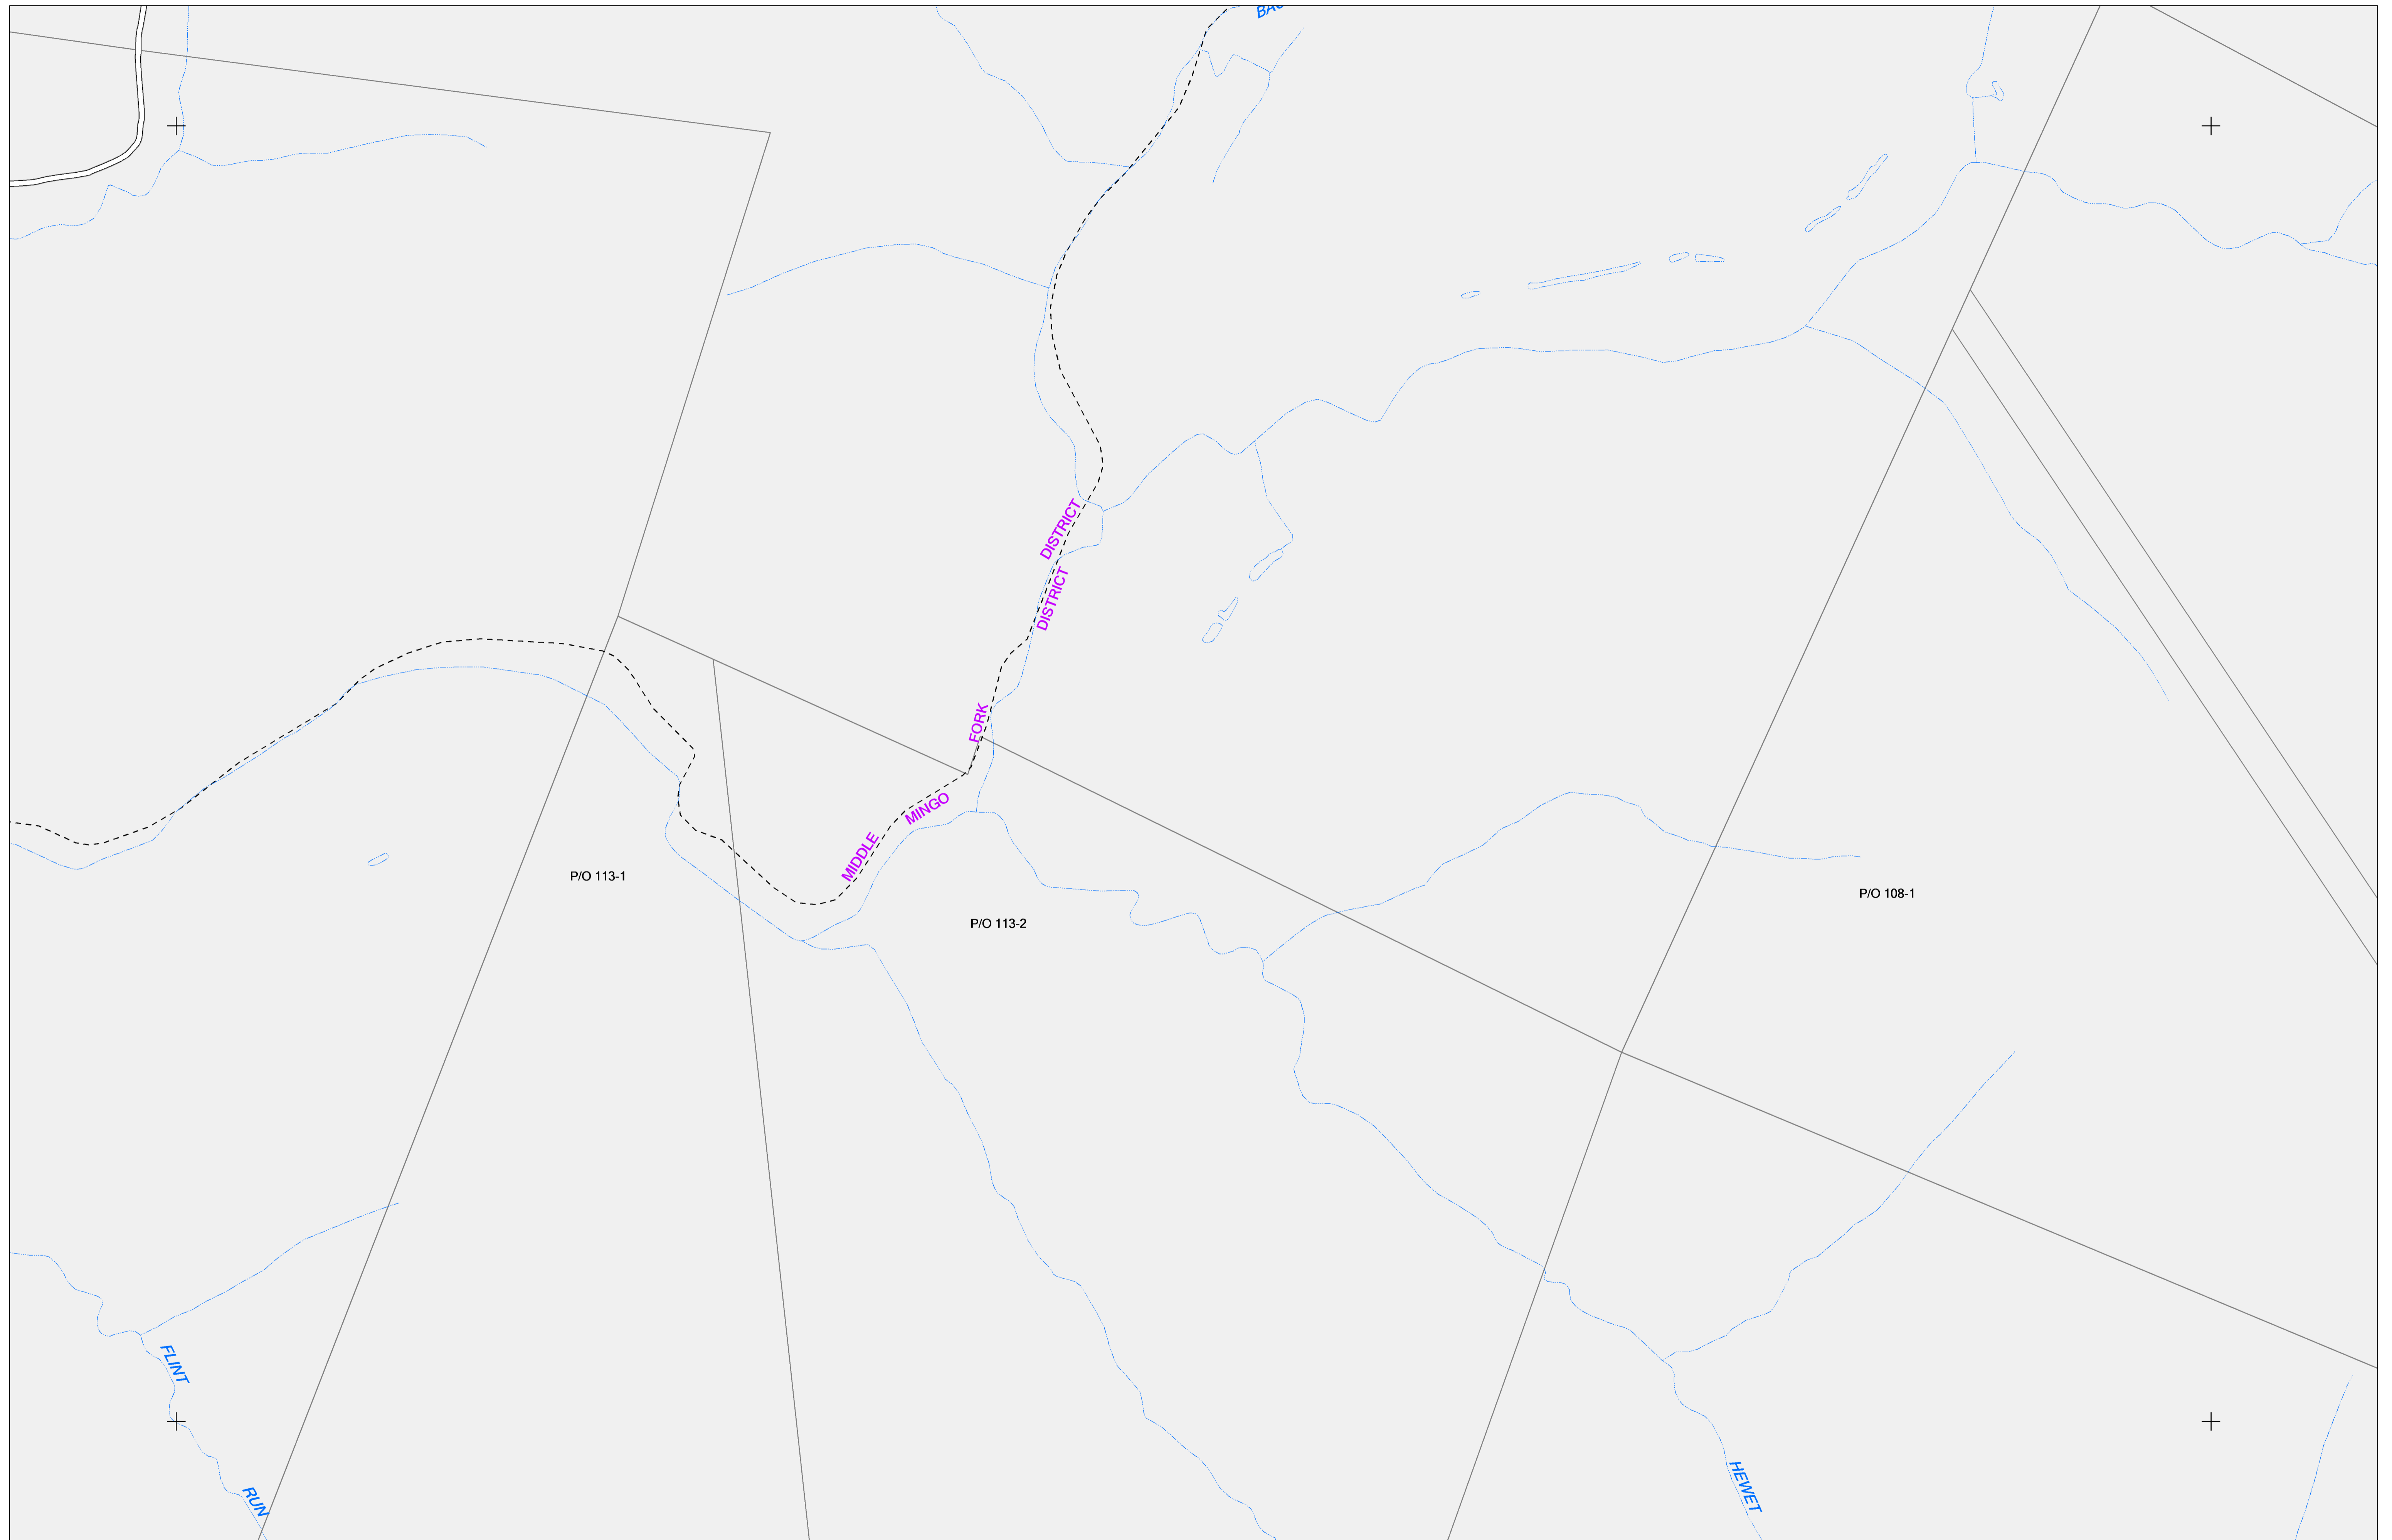 DISTRICT
DISTRICT
MIDDLE FORK
MINGO
P/O 113-1
P/O 108-1
P/O 113-2
FLINT RUN
HEWET